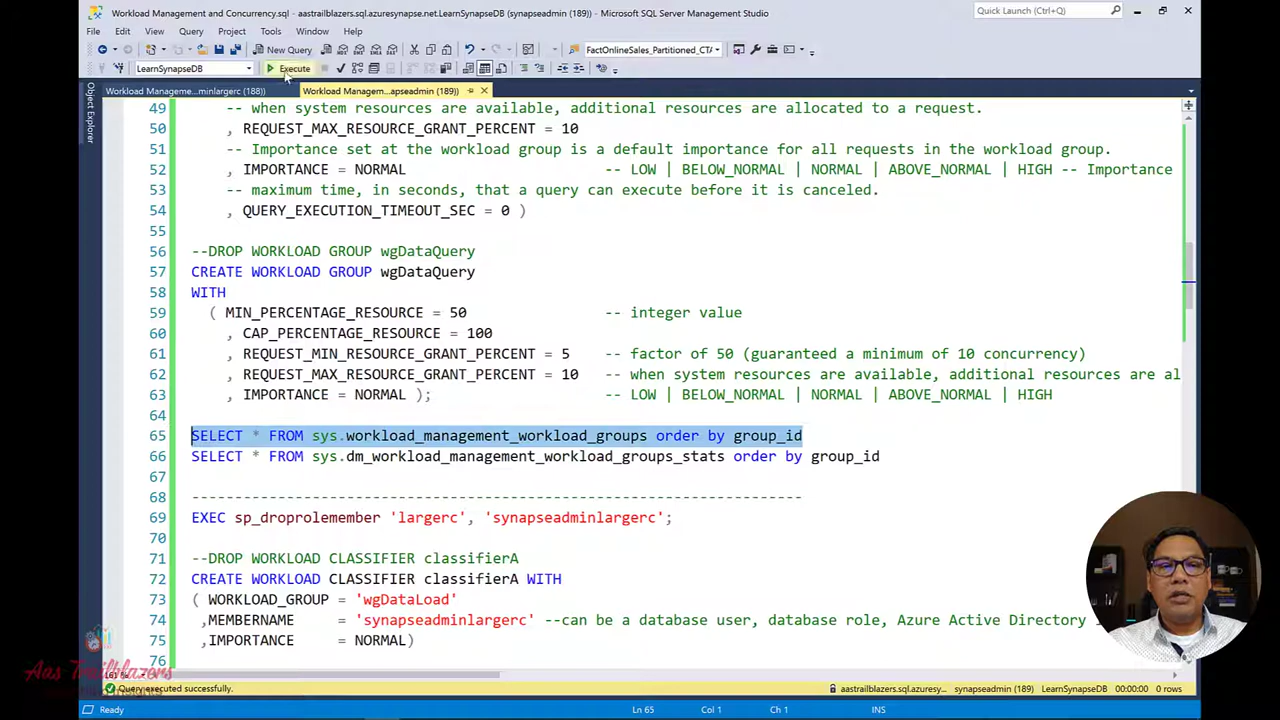 Workload Management and Concurrency.sql - aastrailblazers.sql.azuresynapse.net.LearnSynapseDB (synapseadmin (189)) - Microsoft SQL Server Management Studio
Quick Launch (Ctrl+Q)
File Edit View Query Project Tools Window Help
New Query
FactOnlineSales_Partitioned_CTA
LearnSynapseDB
Execute
Workload Manageme...minlargerc (188))
Workload Managem...apseadmin (189))
Object Explorer
49 -- when system resources are available, additional resources are allocated to a request.
50 , REQUEST_MAX_RESOURCE_GRANT_PERCENT = 10
51 -- Importance set at the workload group is a default importance for all requests in the workload group.
52 , IMPORTANCE = NORMAL -- LOW | BELOW_NORMAL | NORMAL | ABOVE_NORMAL | HIGH -- Importance
53 -- maximum time, in seconds, that a query can execute before it is canceled.
54 , QUERY_EXECUTION_TIMEOUT_SEC = 0 )
55
56 --DROP WORKLOAD GROUP wgDataQuery
57 CREATE WORKLOAD GROUP wgDataQuery
58 WITH
59 ( MIN_PERCENTAGE_RESOURCE = 50 -- integer value
60 , CAP_PERCENTAGE_RESOURCE = 100
61 , REQUEST_MIN_RESOURCE_GRANT_PERCENT = 5 -- factor of 50 (guaranteed a minimum of 10 concurrency)
62 , REQUEST_MAX_RESOURCE_GRANT_PERCENT = 10 -- when system resources are available, additional resources are al
63 , IMPORTANCE = NORMAL ); -- LOW | BELOW_NORMAL | NORMAL | ABOVE_NORMAL | HIGH
64
65 SELECT * FROM sys.workload_management_workload_groups order by group_id
66 SELECT * FROM sys.dm_workload_management_workload_groups_stats order by group_id
67
68 -----------------------------------------------------------------------
69 EXEC sp_droprolemember 'largerc', 'synapseadminlargerc';
70
71 --DROP WORKLOAD CLASSIFIER classifierA
72 CREATE WORKLOAD CLASSIFIER classifierA WITH
73 ( WORKLOAD_GROUP = 'wgDataLoad'
74 ,MEMBERNAME = 'synapseadminlargerc' --can be a database user, database role, Azure Active Directory
75 ,IMPORTANCE = NORMAL)
76
Aas Trailblazers
Query executed successfully.
aastrailblazers.sql.azuresy... synapseadmin (189) LearnSynapseDB 00:00:00 0 rows
Ready Ln 65 Col 1 Ch 1 INS